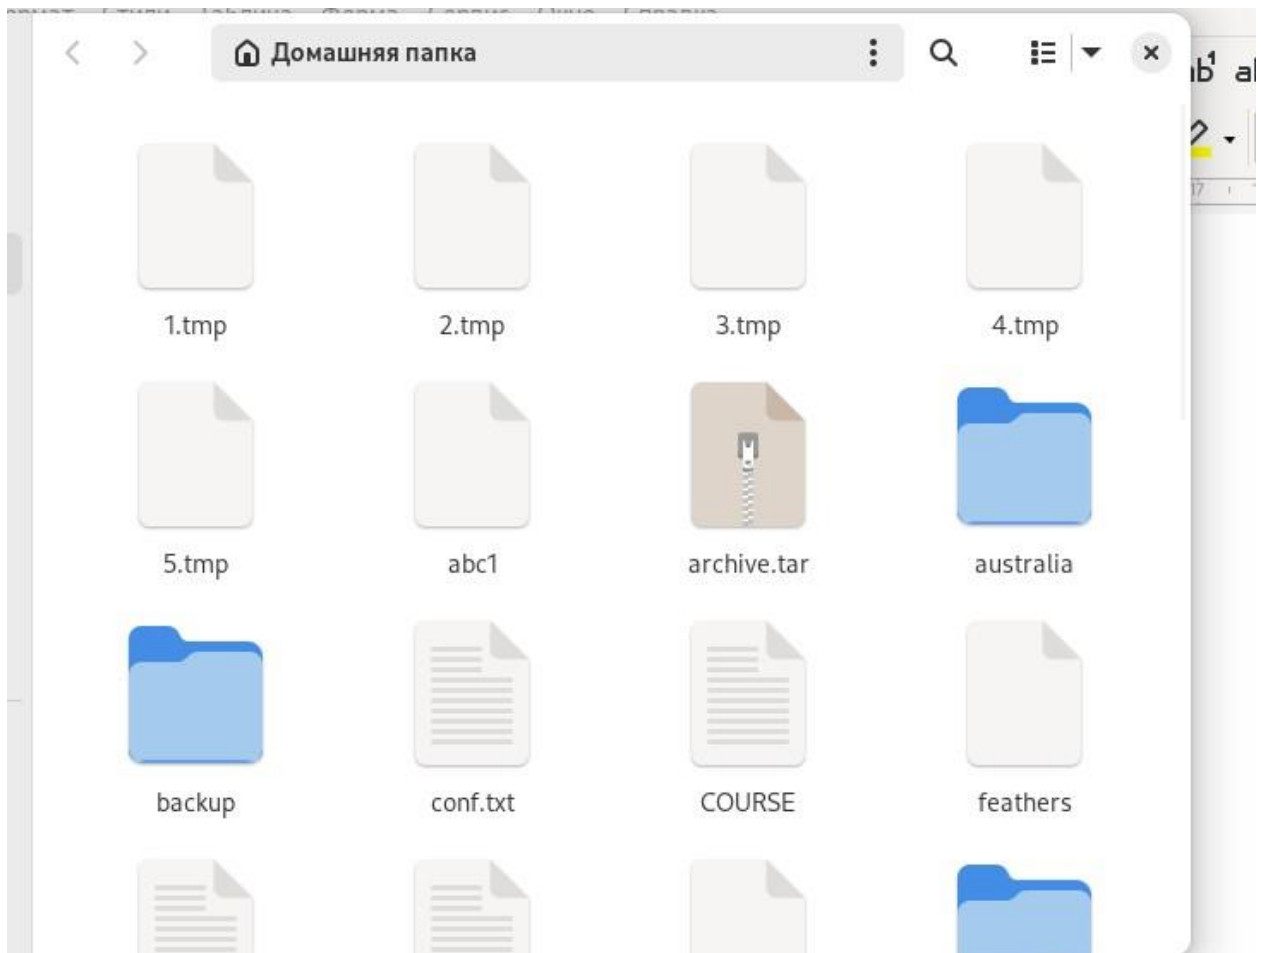 Домашняя папка
1.tmp 2.tmp 3.tmp 4.tmp
5.tmp abc1 archive.tar australia
backup conf.txt COURSE feathers
17